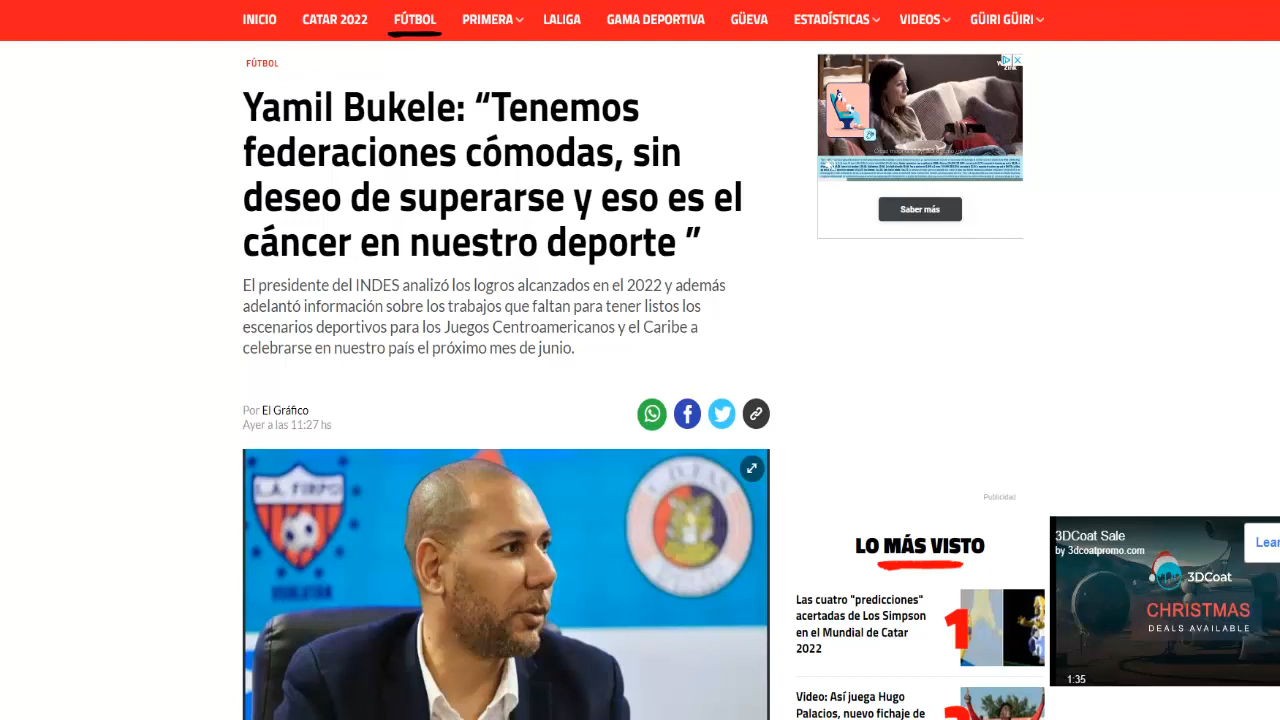 INICIO CATAR 2022 FÚTBOL PRIMERA LALIGA GAMA DEPORTIVA GÜEVA ESTADÍSTICAS VIDEOS GÜIRI GÜIRI
FÚTBOL
Yamil Bukele: “Tenemos
federaciones cómodas, sin
deseo de superarse y eso es el
cáncer en nuestro deporte ”
El presidente del INDES analizó los logros alcanzados en el 2022 y además
adelantó información sobre los trabajos que faltan para tener listos los
escenarios deportivos para los Juegos Centroamericanos y el Caribe a
celebrarse en nuestro país el próximo mes de junio.
Por El Gráfico
Ayer a las 11:27 hs
L.A. FIRPO
Saber más
Publicidad
LO MÁS VISTO
Las cuatro "predicciones"
acertadas de Los Simpson
en el Mundial de Catar
2022
1
Video: Así juega Hugo
Palacios, nuevo fichaje de
3DCoat Sale
by 3dcoatpromo.com
Lear
3DCoat
CHRISTMAS
DEALS AVAILABLE
1:35